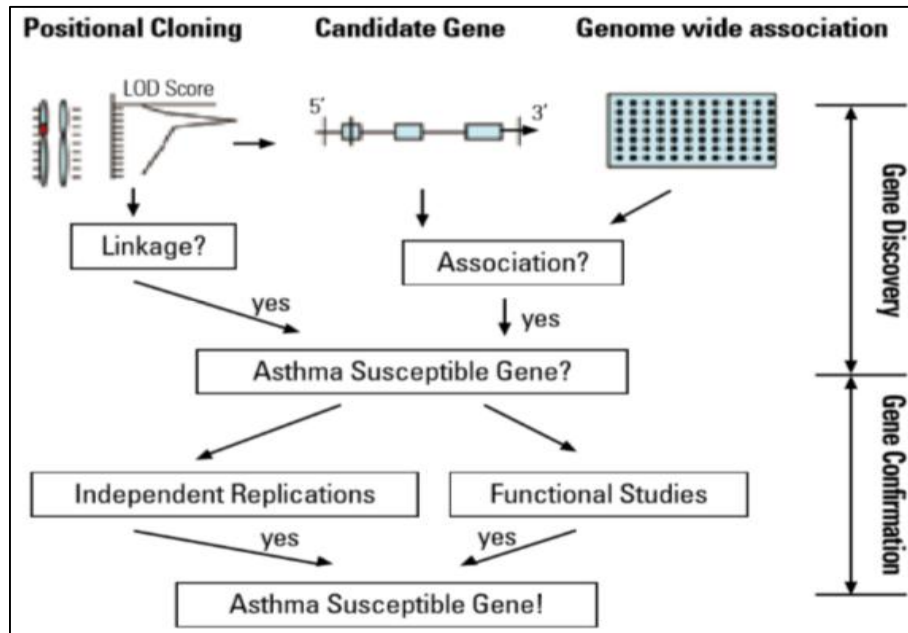 Positional Cloning
Candidate Gene
Genome wide association
LOD Score
5'
3'
Linkage?
Association?
yes
yes
Asthma Susceptible Gene?
Gene Discovery
Independent Replications
Functional Studies
yes
yes
Asthma Susceptible Gene!
Gene Confirmation